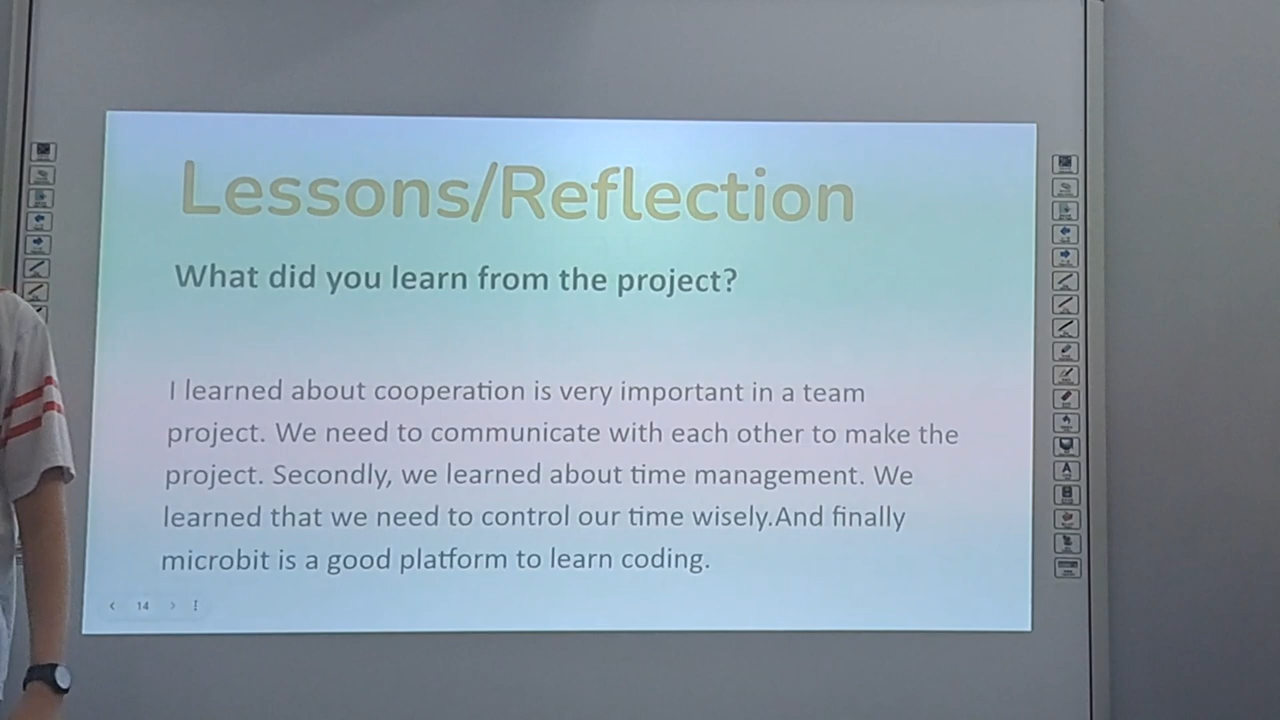 Lessons/Reflection
What did you learn from the project?
I learned about cooperation is very important in a team
project. We need to communicate with each other to make the
project. Secondly, we learned about time management. We
learned that we need to control our time wisely.And finally
microbit is a good platform to learn coding.
14